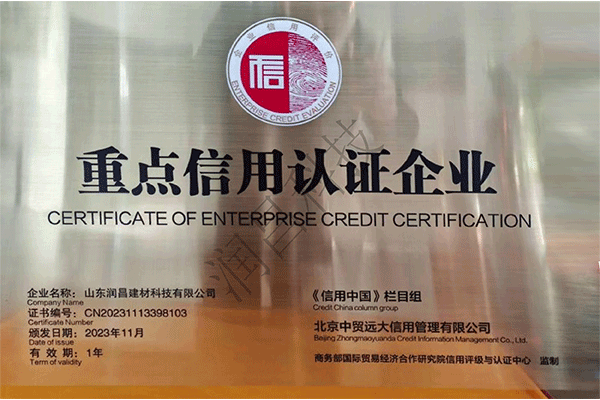 企业信用评价
信
ENTERPRISE CREDIT EVALUATION
重点信用认证企业
CERTIFICATE OF ENTERPRISE CREDIT CERTIFICATION
润昌科技
企业名称：山东润昌建材科技有限公司
Company Name
证书编号：CN20231113398103
Certificate Number
颁发日期：2023年11月
Date of issue
有 效 期：1年
Term of validity
《信用中国》栏目组
Credit China column group
北京中贸远大信用管理有限公司
Beijing Zhongmaoyuanda Credit Information Management Co., Ltd.
商务部国际贸易经济合作研究院信用评级与认证中心 监制